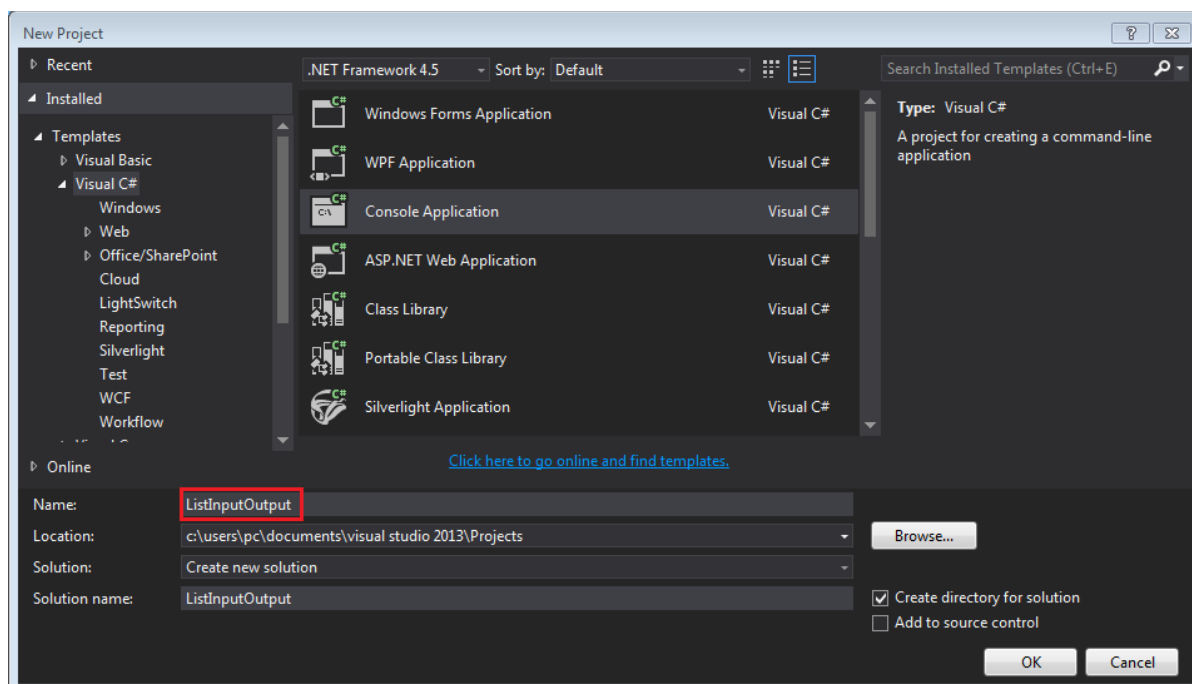 New Project
Recent
.NET Framework 4.5
Sort by: Default
Search Installed Templates (Ctrl+E)
Installed
Templates
Visual Basic
Visual C#
Windows
Web
Office/SharePoint
Cloud
LightSwitch
Reporting
Silverlight
Test
WCF
Workflow
Online
C# Windows Forms Application Visual C#
C# WPF Application Visual C#
C# C:\ Console Application Visual C#
C# ASP.NET Web Application Visual C#
C# Class Library Visual C#
C# Portable Class Library Visual C#
C# Silverlight Application Visual C#
Click here to go online and find templates.
Type: Visual C#
A project for creating a command-line
application
Name: ListInputOutput
Location: c:\users\pc\documents\visual studio 2013\Projects
Browse...
Solution: Create new solution
Solution name: ListInputOutput
Create directory for solution
Add to source control
OK
Cancel